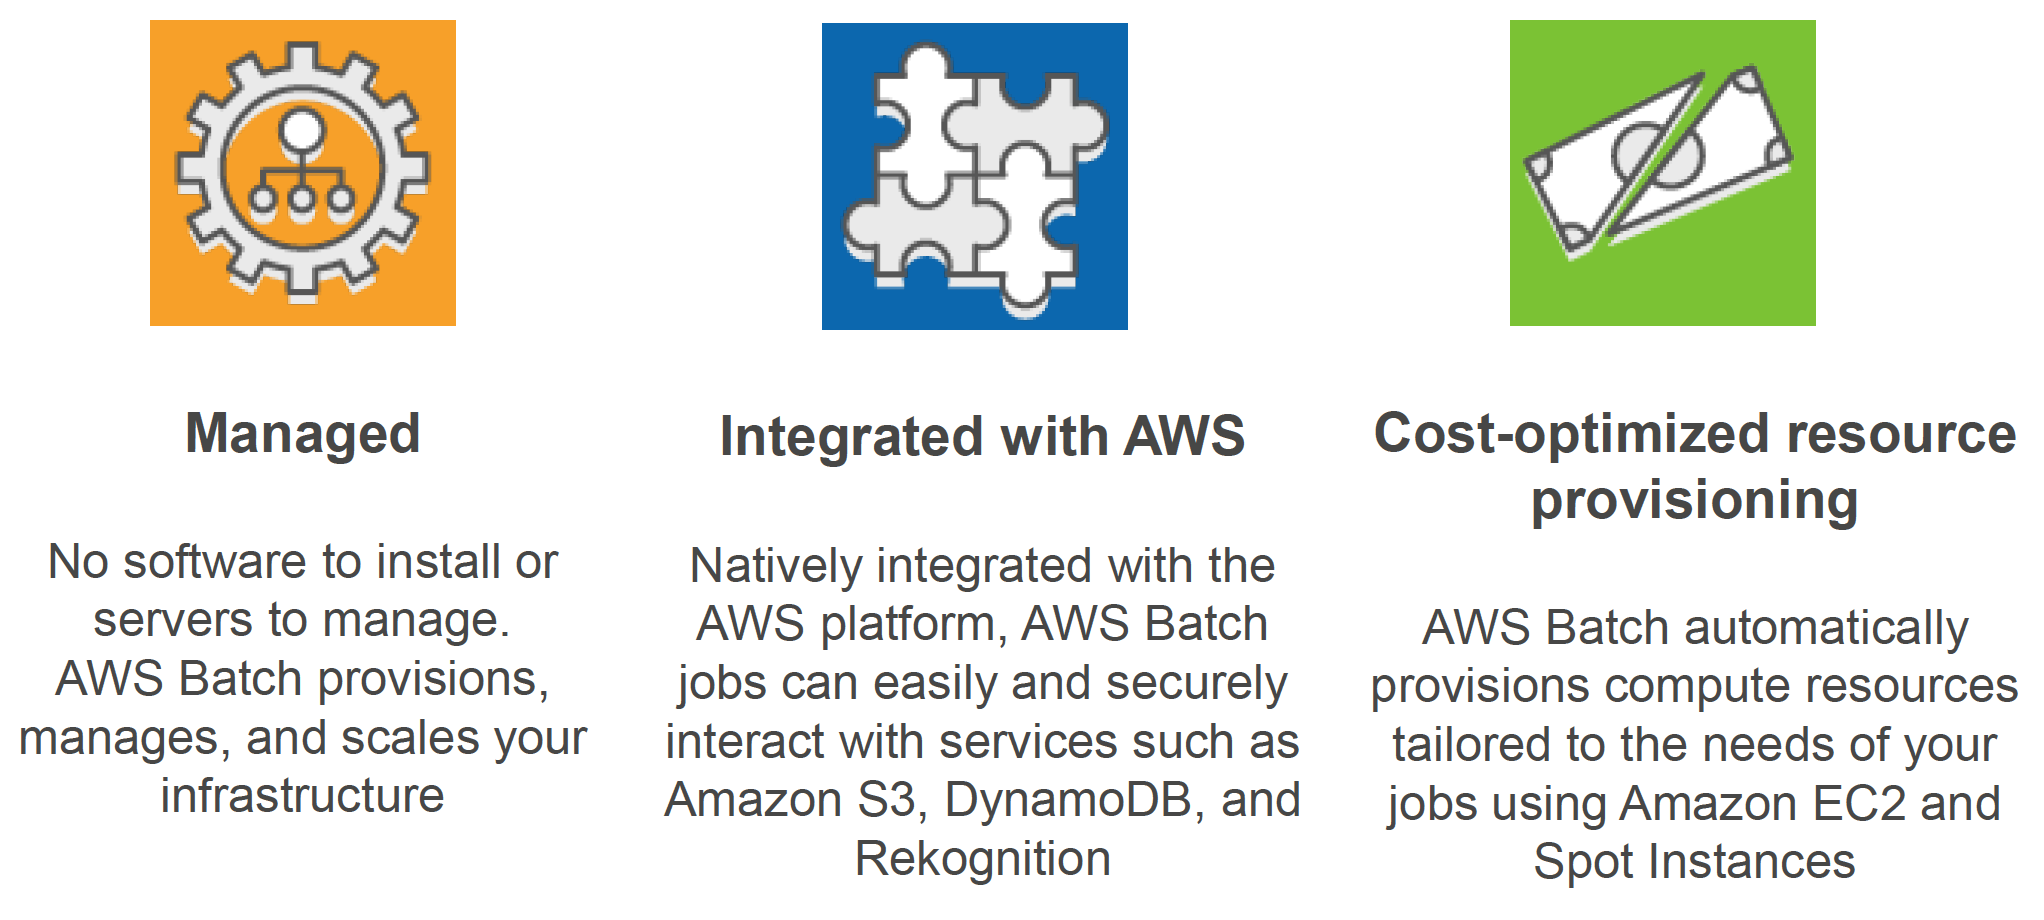 Managed
No software to install or
servers to manage.
AWS Batch provisions,
manages, and scales your
infrastructure
Integrated with AWS
Natively integrated with the
AWS platform, AWS Batch
jobs can easily and securely
interact with services such as
Amazon S3, DynamoDB, and
Rekognition
Cost-optimized resource
provisioning
AWS Batch automatically
provisions compute resources
tailored to the needs of your
jobs using Amazon EC2 and
Spot Instances